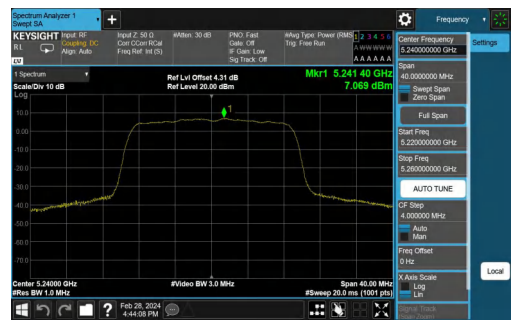 Spectrum Analyzer 1
Swept SA
Frequency
KEYSIGHT
RL
Input: RF
Coupling: DC
Align: Auto
Input Z: 50 Ω
Corr CCorr RCal
Freq Ref: Int (S)
#Atten: 30 dB
PNO: Fast
Gate: Off
IF Gain: Low
Sig Track: Off
#Avg Type: Power (RMS
Trig: Free Run
1 2 3 4 5 6
A W W W W W
A A A A A A
LV
1 Spectrum
Scale/Div 10 dB
Log
Ref Lvl Offset 4.31 dB
Ref Level 20.00 dBm
Mkr1 5.241 40 GHz
7.069 dBm
1
10.0
0.00
-10.0
-20.0
-30.0
-40.0
-50.0
-60.0
-70.0
Center 5.24000 GHz
#Res BW 1.0 MHz
#Video BW 3.0 MHz
Span 40.00 MHz
#Sweep 20.0 ms (1001 pts)
Center Frequency
5.240000000 GHz
Span
40.0000000 MHz
Swept Span
Zero Span
Full Span
Start Freq
5.220000000 GHz
Stop Freq
5.260000000 GHz
AUTO TUNE
CF Step
4.000000 MHz
Auto
Man
Freq Offset
0 Hz
X Axis Scale
Log
Lin
Signal Track
Settings
Local
?
Feb 28, 2024
4:44:08 PM